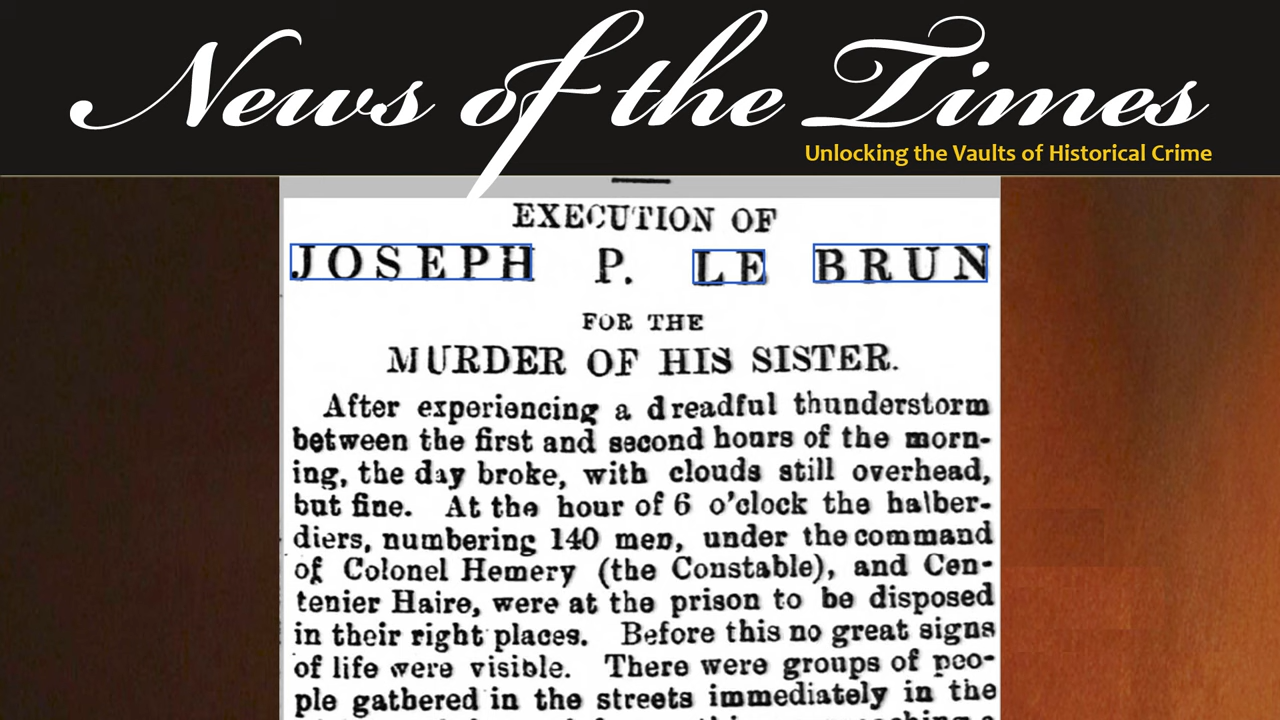 News of the Times
Unlocking the Vaults of Historical Crime
EXECUTION OF
JOSEPH P. LE BRUN
FOR THE
MURDER OF HIS SISTER.
After experiencing a dreadful thunderstorm
between the first and second hours of the morn-
ing, the day broke, with clouds still overhead,
but fine. At the hour of 6 o'clock the halber-
diers, numbering 140 men, under the command
of Colonel Hemery (the Constable), and Cen-
tenier Haire, were at the prison to be disposed
in their right places. Before this no great signs
of life were visible. There were groups of peo-
ple gathered in the streets immediately in the